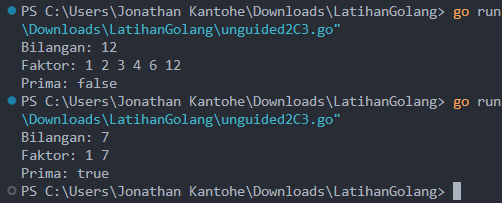 PS C:\Users\Jonathan Kantohe\Downloads\LatihanGolang> go run
\Downloads\LatihanGolang\unguided2C3.go"
Bilangan: 12
Faktor: 1 2 3 4 6 12
Prima: false
PS C:\Users\Jonathan Kantohe\Downloads\LatihanGolang> go run
\Downloads\LatihanGolang\unguided2C3.go"
Bilangan: 7
Faktor: 1 7
Prima: true
PS C:\Users\Jonathan Kantohe\Downloads\LatihanGolang>